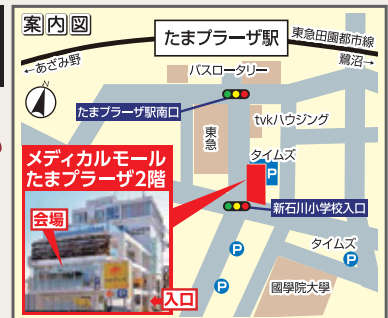 案内図
たまプラーザ駅
東急田園都市線
←あざみ野
鷺沼→
バスロータリー
たまプラーザ駅南口
東急
tvkハウジング
タイムズ
P
メディカルモール
たまプラーザ2階
会場
入口
新石川小学校入口
P
タイムズ
P
P
國學院大學